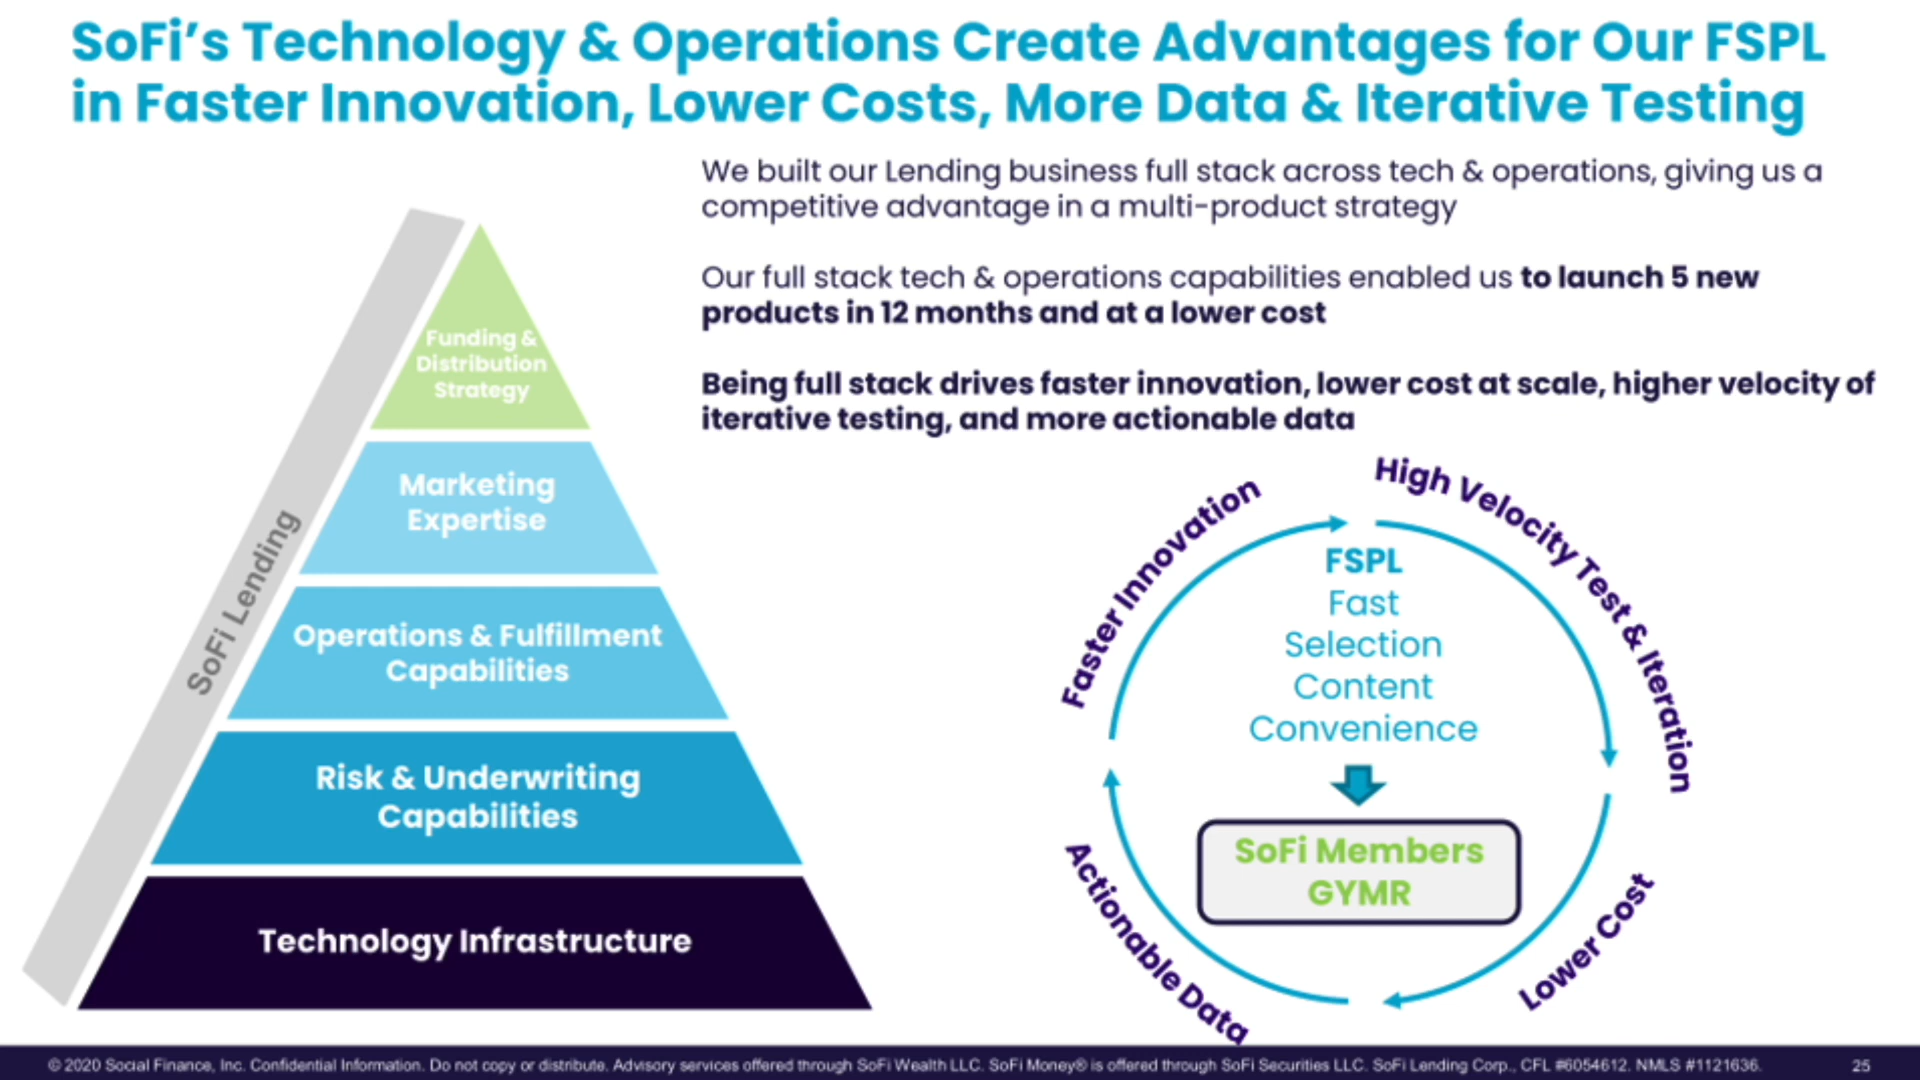 SoFi's Technology & Operations Create Advantages for Our FSPL
in Faster Innovation, Lower Costs, More Data & Iterative Testing
We built our Lending business full stack across tech & operations, giving us a
competitive advantage in a multi-product strategy
Our full stack tech & operations capabilities enabled us to launch 5 new
products in 12 months and at a lower cost
Being full stack drives faster innovation, lower cost at scale, higher velocity of
iterative testing, and more actionable data
SoFi Lending
Funding &
Distribution
Strategy
Marketing
Expertise
Operations & Fulfillment
Capabilities
Risk & Underwriting
Capabilities
Technology Infrastructure
Faster Innovation
High Velocity Test & Iteration
Lower Cost
Actionable Data
FSPL
Fast
Selection
Content
Convenience
SoFi Members
GYMR
© 2020 Social Finance, Inc. Confidential Information. Do not copy or distribute. Advisory services offered through SoFi Wealth LLC. SoFi Money® is offered through SoFi Securities LLC. SoFi Lending Corp., CFL #6054612. NMLS #1121636.
25